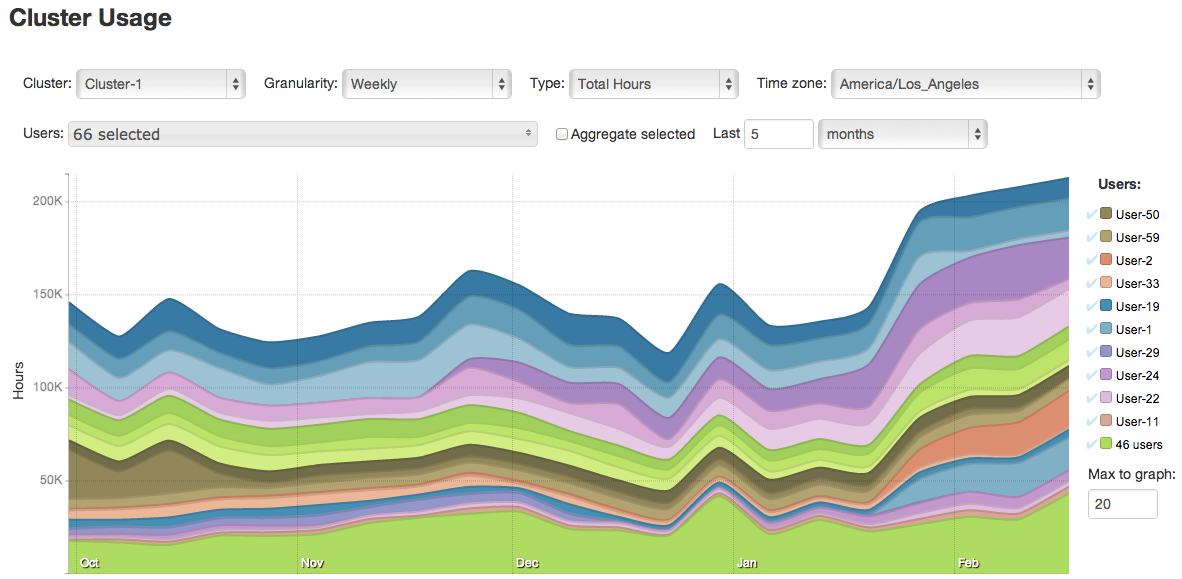 Cluster Usage
Cluster: Cluster-1 Granularity: Weekly Type: Total Hours Time zone: America/Los_Angeles
Users: 66 selected Aggregate selected Last 5 months
Hours
200K
150K
100K
50K
Oct Nov Dec Jan Feb
Users:
User-50
User-59
User-2
User-33
User-19
User-1
User-29
User-24
User-22
User-11
46 users
Max to graph:
20